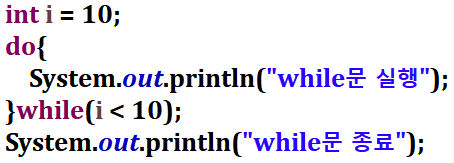 int i = 10;
do{
System.out.println("while문 실행");
}while(i < 10);
System.out.println("while문 종료");